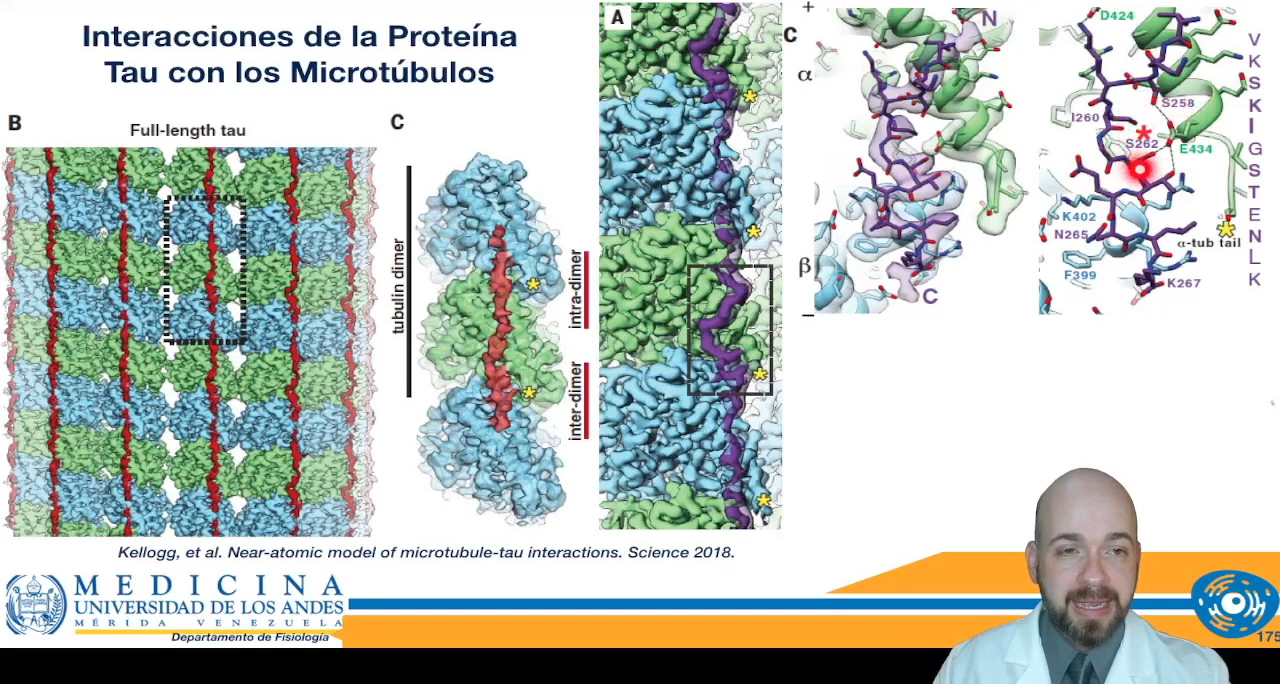 Interacciones de la Proteína
Tau con los Microtúbulos
B
Full-length tau
C
tubulin dimer
intra-dimer
inter-dimer
*
*
A
*
*
*
*
+
C
α
β
–
N
C
D424
S258
I260
*
S262
E434
K402
N265
*
α-tub tail
F399
K267
V
K
S
K
I
G
S
T
E
N
L
K
Kellogg, et al. Near-atomic model of microtubule-tau interactions. Science 2018.
MEDICINA
UNIVERSIDAD DE LOS ANDES
MÉRIDA VENEZUELA
Departamento de Fisiología
175